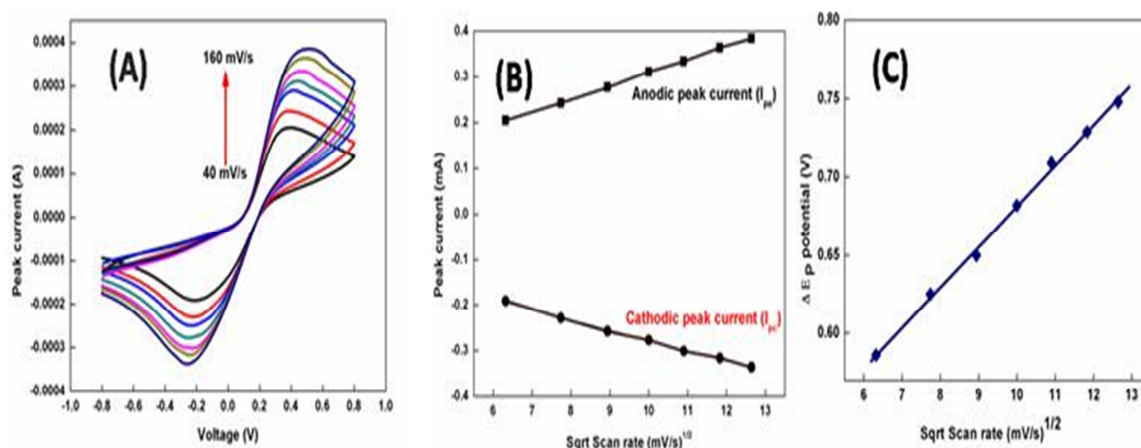 (A)
160 mV/s
40 mV/s
0.0004
0.0003
0.0002
0.0001
0.0000
-0.0001
-0.0002
-0.0003
-0.0004
Peak current (A)
-1.0 -0.8 -0.6 -0.4 -0.2 0.0 0.2 0.4 0.6 0.8 1.0
Voltage (V)
(B)
Anodic peak current (Ipa)
Cathodic peak current (Ipc)
0.4
0.3
0.2
0.1
0.0
-0.1
-0.2
-0.3
-0.4
Peak current (mA)
6 7 8 9 10 11 12 13
Sqrt Scan rate (mV/s)1/2
(C)
0.80
0.75
0.70
0.65
0.60
Δ EP potential (V)
6 7 8 9 10 11 12 13
Sqrt Scan rate (mV/s)1/2